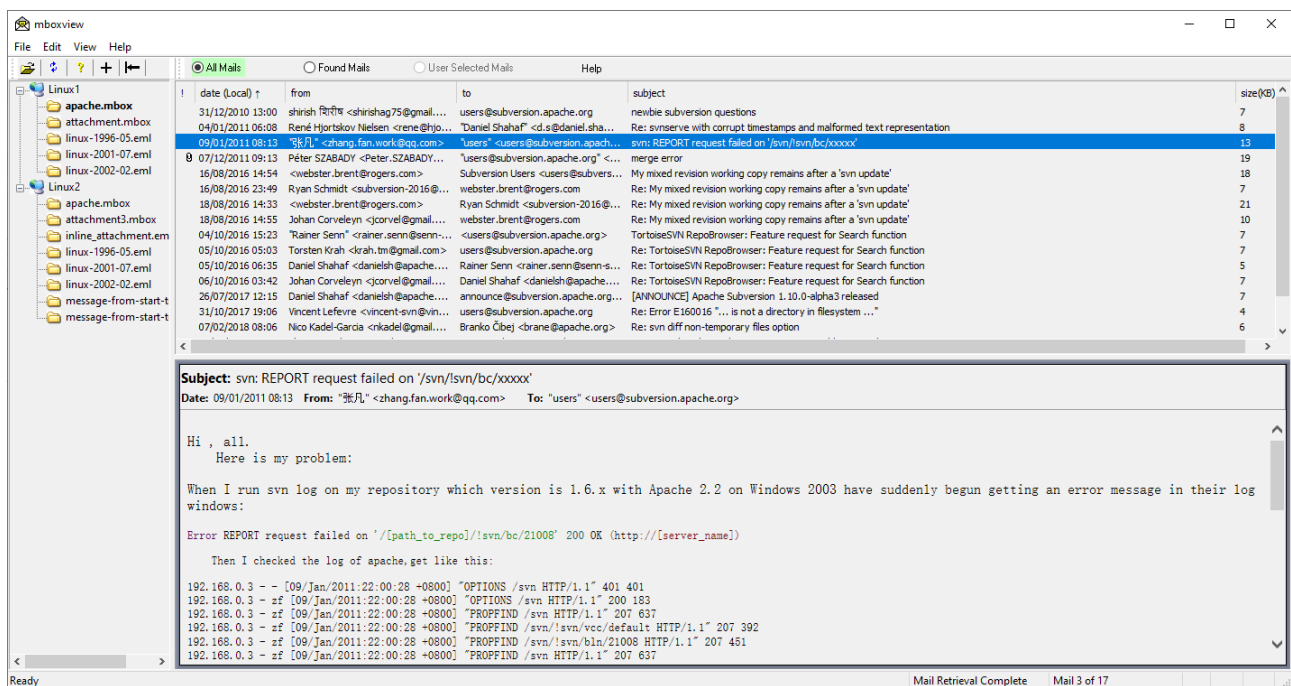 mboxview
File Edit View Help
All Mails Found Mails User Selected Mails Help
Linux1
apache.mbox
attachment.mbox
linux-1996-05.eml
linux-2001-07.eml
linux-2002-02.eml
Linux2
apache.mbox
attachment3.mbox
inline_attachment.em
linux-1996-05.eml
linux-2001-07.eml
linux-2002-02.eml
message-from-start-t
message-from-start-t
! date (Local) ↑ from to subject size(KB)
31/12/2010 13:00 shirish शिरीष <shirishag75@gmail.... users@subversion.apache.org newbie subversion questions 7
04/01/2011 06:08 René Hjortskov Nielsen <rene@hjo... "Daniel Shahaf" <d.s@daniel.sha... Re: svnserve with corrupt timestamps and malformed text representation 8
09/01/2011 08:13 "张凡" <zhang.fan.work@qq.com> "users" <users@subversion.apach... svn: REPORT request failed on '/svn/!svn/bc/xxxxx' 13
07/12/2011 09:13 Péter SZABADY <Peter.SZABADY... "users@subversion.apache.org" <... merge error 19
16/08/2016 14:54 <webster.brent@rogers.com> Subversion Users <users@subvers... My mixed revision working copy remains after a 'svn update' 18
16/08/2016 23:49 Ryan Schmidt <subversion-2016@... webster.brent@rogers.com Re: My mixed revision working copy remains after a 'svn update' 7
18/08/2016 14:33 <webster.brent@rogers.com> Ryan Schmidt <subversion-2016@... Re: My mixed revision working copy remains after a 'svn update' 21
18/08/2016 14:55 Johan Corveleyn <jcorvel@gmail.... webster.brent@rogers.com Re: My mixed revision working copy remains after a 'svn update' 10
04/10/2016 15:23 "Rainer Senn" <rainer.senn@senn-... <users@subversion.apache.org> TortoiseSVN RepoBrowser: Feature request for Search function 7
05/10/2016 05:03 Torsten Krah <krah.tm@gmail.com> users@subversion.apache.org Re: TortoiseSVN RepoBrowser: Feature request for Search function 7
05/10/2016 06:35 Daniel Shahaf <danielsh@apache.... Rainer Senn <rainer.senn@senn-s... Re: TortoiseSVN RepoBrowser: Feature request for Search function 5
06/10/2016 03:42 Johan Corveleyn <jcorvel@gmail.... Daniel Shahaf <danielsh@apache.... Re: TortoiseSVN RepoBrowser: Feature request for Search function 7
26/07/2017 12:15 Daniel Shahaf <danielsh@apache.... announce@subversion.apache.org... [ANNOUNCE] Apache Subversion 1.10.0-alpha3 released 7
31/10/2017 19:06 Vincent Lefevre <vincent-svn@vin... users@subversion.apache.org Re: Error E160016 "... is not a directory in filesystem ..." 4
07/02/2018 08:06 Nico Kadel-Garcia <nkadel@gmail.... Branko Čibej <brane@apache.org> Re: svn diff non-temporary files option 6
Subject: svn: REPORT request failed on '/svn/!svn/bc/xxxxx'
Date: 09/01/2011 08:13 From: "张凡" <zhang.fan.work@qq.com> To: "users" <users@subversion.apache.org>
Hi , all.
Here is my problem:
When I run svn log on my repository which version is 1.6.x with Apache 2.2 on Windows 2003 have suddenly begun getting an error message in their log
windows:
Error REPORT request failed on '/[path_to_repo]/!svn/bc/21008' 200 OK (http://[server_name])
Then I checked the log of apache,get like this:
192.168.0.3 - - [09/Jan/2011:22:00:28 +0800] "OPTIONS /svn HTTP/1.1" 401 401
192.168.0.3 - zf [09/Jan/2011:22:00:28 +0800] "OPTIONS /svn HTTP/1.1" 200 183
192.168.0.3 - zf [09/Jan/2011:22:00:28 +0800] "PROPFIND /svn HTTP/1.1" 207 637
192.168.0.3 - zf [09/Jan/2011:22:00:28 +0800] "PROPFIND /svn/!svn/vcc/default HTTP/1.1" 207 392
192.168.0.3 - zf [09/Jan/2011:22:00:28 +0800] "PROPFIND /svn/!svn/bln/21008 HTTP/1.1" 207 451
192.168.0.3 - zf [09/Jan/2011:22:00:28 +0800] "PROPFIND /svn HTTP/1.1" 207 637
Ready Mail Retrieval Complete Mail 3 of 17